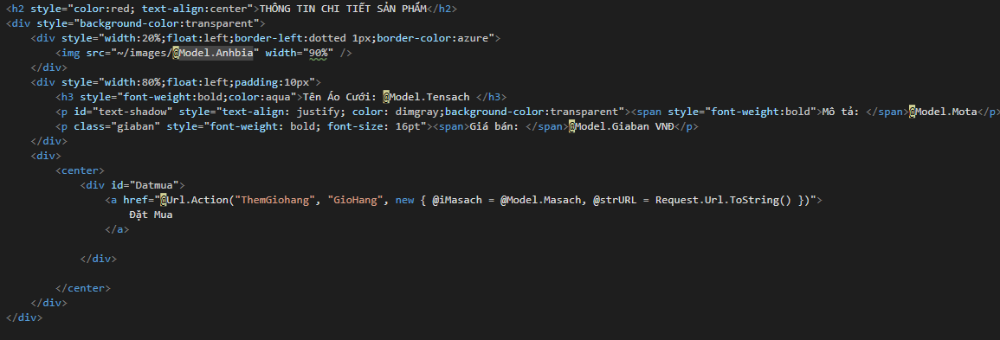 <h2 style="color:red; text-align:center">THÔNG TIN CHI TIẾT SẢN PHẨM</h2>
<div style="background-color:transparent">
    <div style="width:20%;float:left;border-left:dotted 1px;border-color:azure">
        <img src="~/images/@Model.Anhbia" width="90%" />
    </div>
    <div style="width:80%;float:left;padding:10px">
        <h3 style="font-weight:bold;color:aqua">Tên Áo Cưới: @Model.Tensach </h3>
        <p id="text-shadow" style="text-align: justify; color: dimgray;background-color:transparent"><span style="font-weight:bold">Mô tả: </span>@Model.Mota</p>
        <p class="giaban" style="font-weight: bold; font-size: 16pt"><span>Giá bán: </span>@Model.Giaban VNĐ</p>
    </div>
    <div>
        <center>
            <div id="Datmua">
                <a href="@Url.Action("ThemGiohang", "GioHang", new { @iMasach = @Model.Masach, @strURL = Request.Url.ToString() })">
                    Đặt Mua
                </a>
            </div>
        </center>
    </div>
</div>